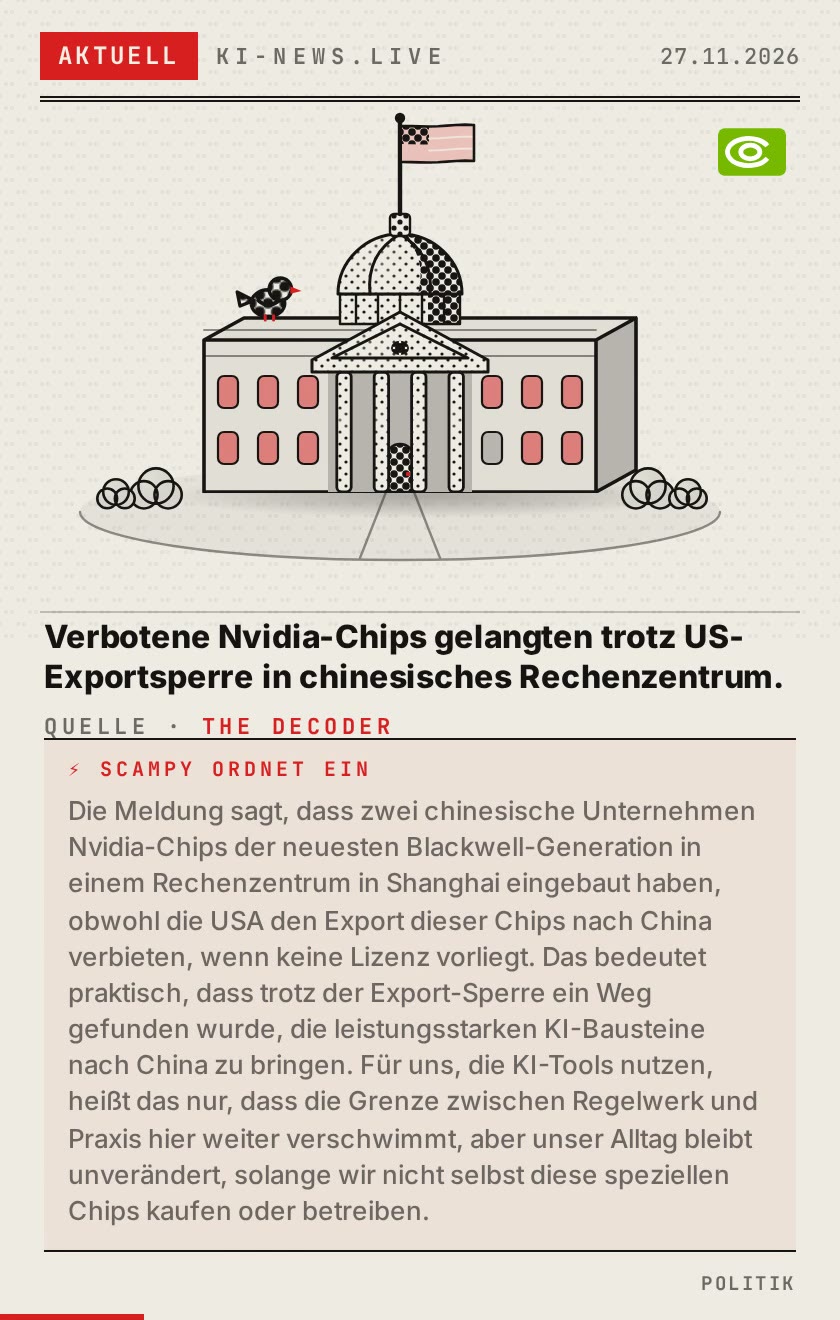 AKTUELL KI-NEWS.LIVE 27.11.2026
Verbotene Nvidia-Chips gelangten trotz US-
Exportsperre in chinesisches Rechenzentrum.
QUELLE · THE DECODER
⚡ SCAMPY ORDNET EIN
Die Meldung sagt, dass zwei chinesische Unternehmen
Nvidia-Chips der neuesten Blackwell-Generation in
einem Rechenzentrum in Shanghai eingebaut haben,
obwohl die USA den Export dieser Chips nach China
verbieten, wenn keine Lizenz vorliegt. Das bedeutet
praktisch, dass trotz der Export-Sperre ein Weg
gefunden wurde, die leistungsstarken KI-Bausteine
nach China zu bringen. Für uns, die KI-Tools nutzen,
heißt das nur, dass die Grenze zwischen Regelwerk und
Praxis hier weiter verschwimmt, aber unser Alltag bleibt
unverändert, solange wir nicht selbst diese speziellen
Chips kaufen oder betreiben.
POLITIK